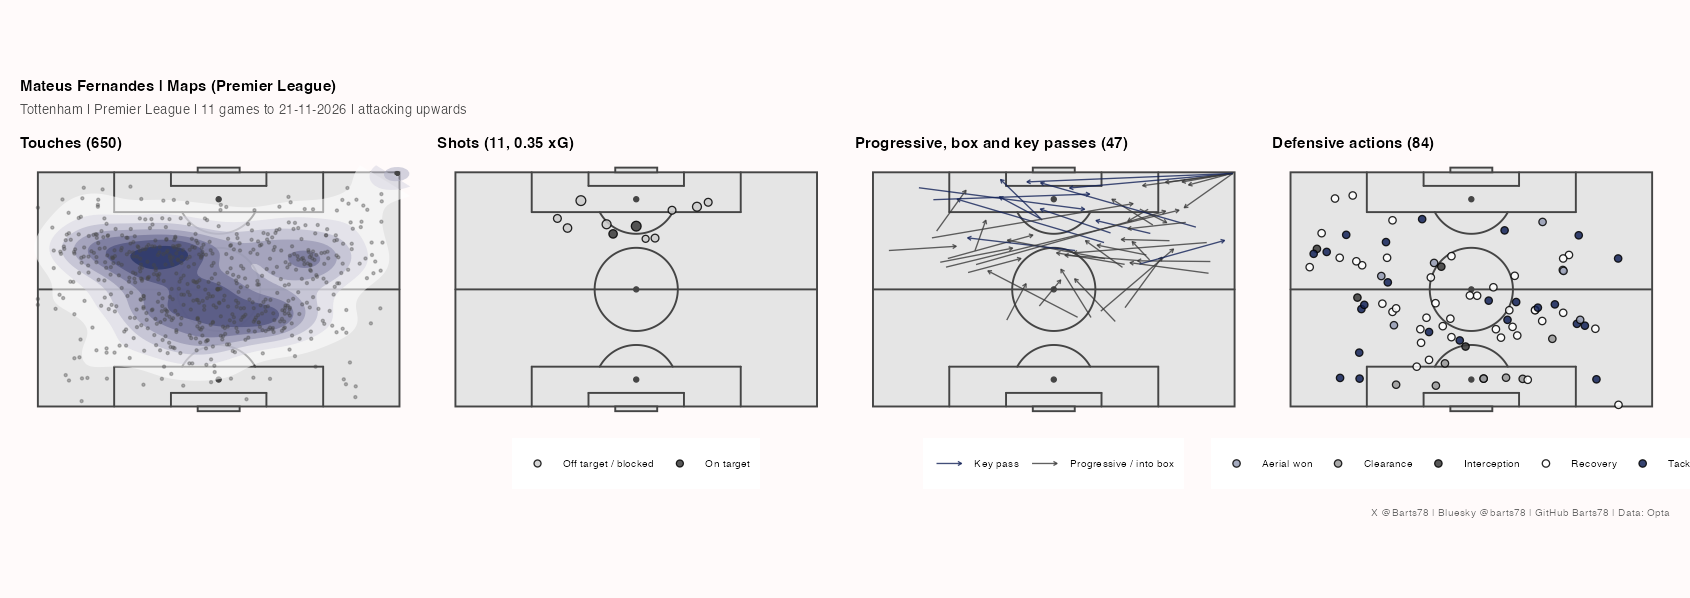 Mateus Fernandes | Maps (Premier League)
Tottenham | Premier League | 11 games to 21-11-2026 | attacking upwards
Touches (650)
Shots (11, 0.35 xG)
Progressive, box and key passes (47)
Defensive actions (84)
Off target / blocked
On target
Key pass
Progressive / into box
Aerial won
Clearance
Interception
Recovery
Tack
X @Barts78 | Bluesky @barts78 | GitHub Barts78 | Data: Opta